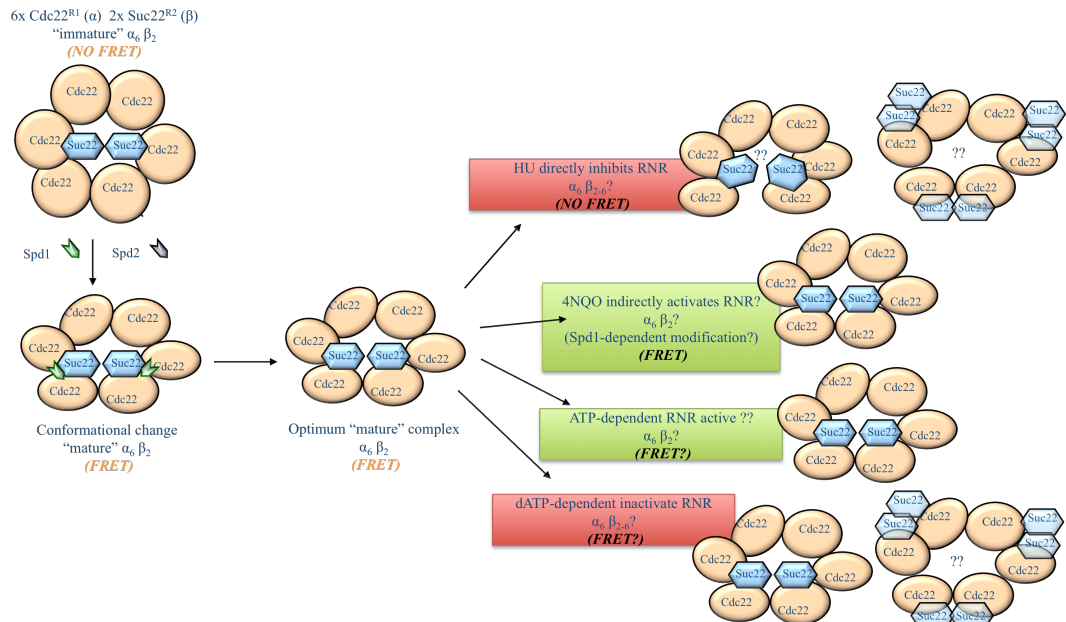 6x Cdc22R1 (α)  2x Suc22R2 (β)
“immature” α6 β2
(NO FRET)
Cdc22
Cdc22
Cdc22
Suc22
Suc22
Cdc22
Cdc22
Cdc22
Spd1
Spd2
Cdc22
Cdc22
Cdc22
Suc22
Suc22
Cdc22
Cdc22
Cdc22
Conformational change
“mature” α6 β2
(FRET)
Cdc22
Cdc22
Cdc22
Suc22
Suc22
Cdc22
Cdc22
Cdc22
Optimum “mature” complex
α6 β2
(FRET)
HU directly inhibits RNR
α6 β2-6?
(NO FRET)
Cdc22
Cdc22
Cdc22
??
Suc22
Suc22
Cdc22
Cdc22
Cdc22
Suc22
Cdc22
Cdc22
Suc22
Suc22
Suc22
Cdc22
??
Cdc22
Cdc22
Cdc22
Suc22
Suc22
4NQO indirectly activates RNR?
α6 β2?
(Spd1-dependent modification?)
(FRET)
Cdc22
Cdc22
Cdc22
Suc22
Suc22
Cdc22
Cdc22
Cdc22
ATP-dependent RNR active ??
α6 β2?
(FRET?)
Cdc22
Cdc22
Cdc22
Suc22
Suc22
Cdc22
Cdc22
Cdc22
dATP-dependent inactivate RNR
α6 β2-6?
(FRET?)
Cdc22
Cdc22
Cdc22
Suc22
Suc22
Cdc22
Cdc22
Cdc22
Suc22
Cdc22
Cdc22
Suc22
Suc22
Suc22
Cdc22
??
Cdc22
Cdc22
Cdc22
Suc22
Suc22